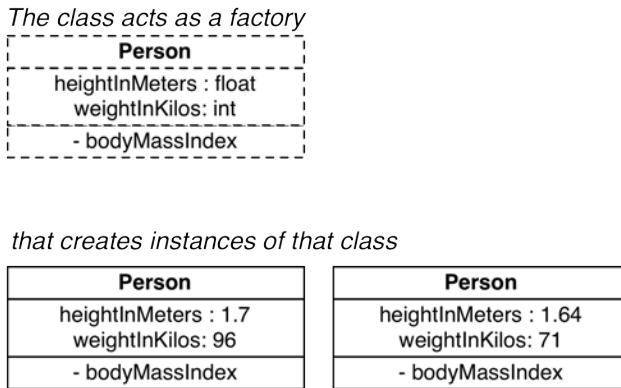 The class acts as a factory
Person
heightInMeters : float
weightInKilos: int
- bodyMassIndex
that creates instances of that class
Person
heightInMeters : 1.7
weightInKilos: 96
- bodyMassIndex
Person
heightInMeters : 1.64
weightInKilos: 71
- bodyMassIndex